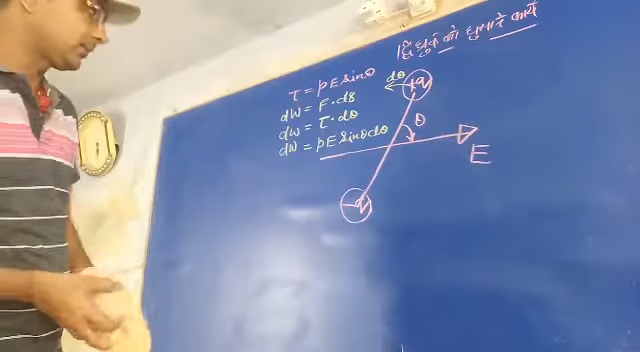 द्विध्रुव को घुमाने में कार्य
τ = pE sinθ
dW = F·ds
dW = τ·dθ
dW = pE sinθ dθ
dθ
+q
θ
E
-q